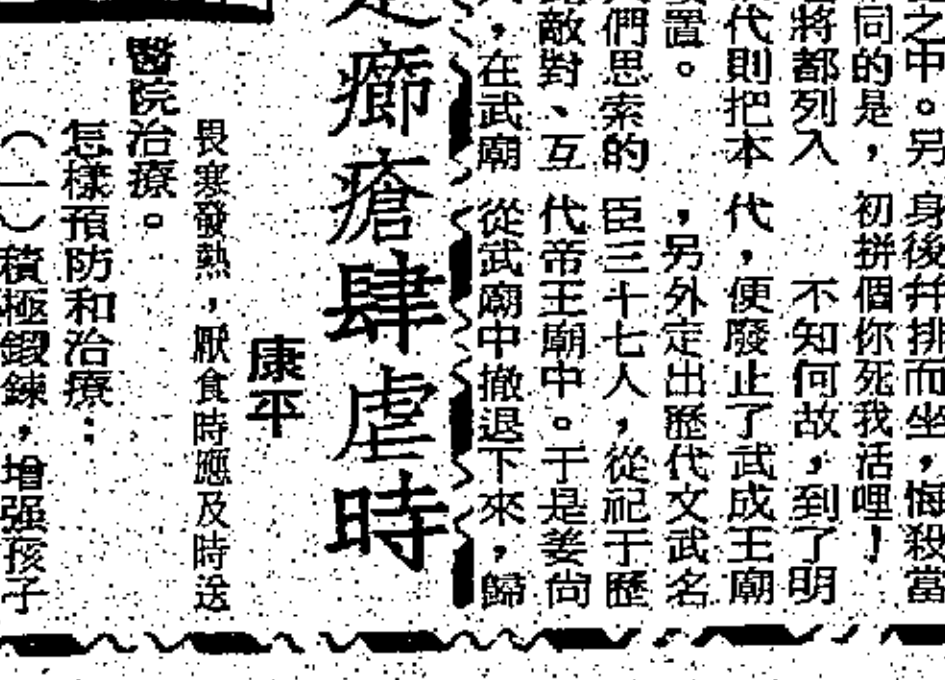 之中。另
同的是，
將都列入
代則把本
置。
們思索的
敵對、互
，在武廟
身後并排而坐，悔殺當
初拼個你死我活哩！
不知何故，到了明
代，便廢止了武成王廟
，另外定出歷代文武名
臣三十七人，從祀于歷
代帝王廟中。于是姜尚
從武廟中撤退下來，歸
癤瘡肆虐時
康平
畏寒發熱，厭食時應及時送
醫院治療。
怎樣預防和治療：
（一）積極鍛鍊，增强孩子